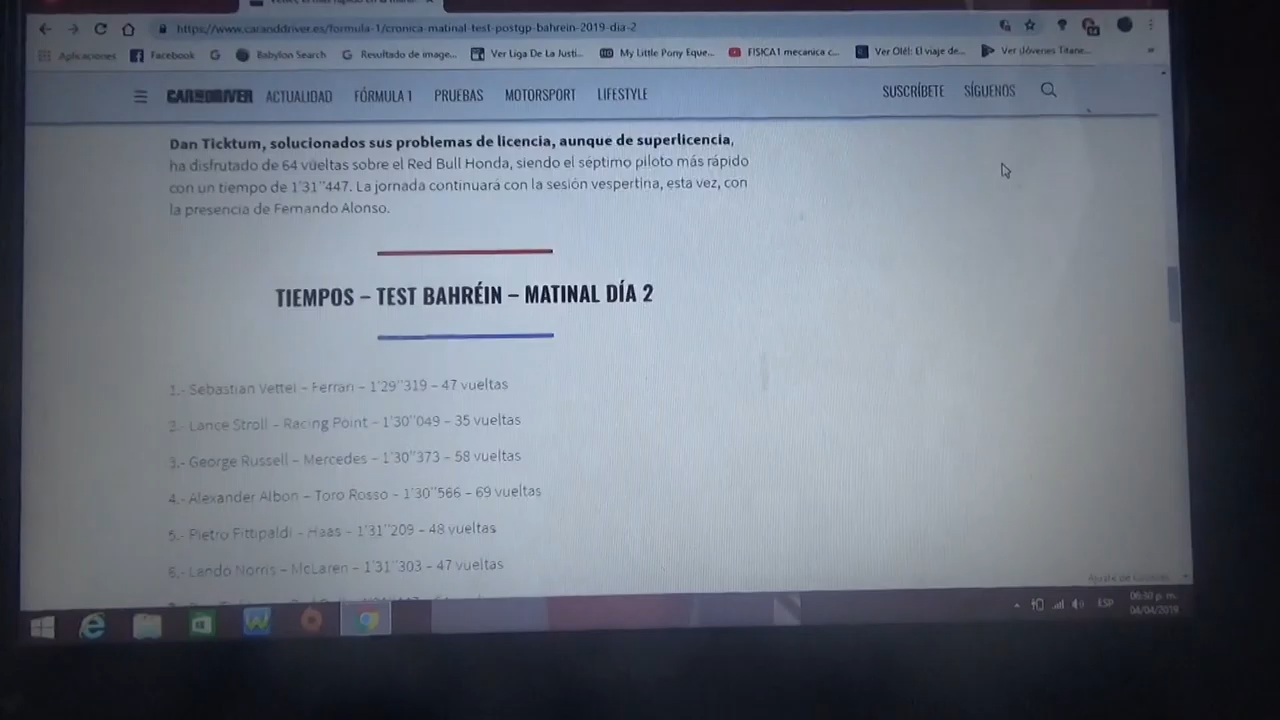 https://www.caranddriver.es/formula-1/cronica-matinal-test-postgp-bahrein-2019-dia-2
Aplicaciones Facebook Babylon Search Resultado de image... Ver Liga De La Justi... My Little Pony Eque... FISICA1 mecanica c... Ver Olé!: El viaje de... Ver Jóvenes Titane... »
CAR AND DRIVER ACTUALIDAD FÓRMULA 1 PRUEBAS MOTORSPORT LIFESTYLE SUSCRÍBETE SÍGUENOS
Dan Ticktum, solucionados sus problemas de licencia, aunque de superlicencia,
ha disfrutado de 64 vueltas sobre el Red Bull Honda, siendo el séptimo piloto más rápido
con un tiempo de 1'31''447. La jornada continuará con la sesión vespertina, esta vez, con
la presencia de Fernando Alonso.
TIEMPOS – TEST BAHRÉIN – MATINAL DÍA 2
1.- Sebastian Vettel – Ferrari – 1'29''319 – 47 vueltas
2.- Lance Stroll – Racing Point – 1'30''049 – 35 vueltas
3.- George Russell – Mercedes – 1'30''373 – 58 vueltas
4.- Alexander Albon – Toro Rosso – 1'30''566 – 69 vueltas
5.- Pietro Fittipaldi – Haas – 1'31''209 – 48 vueltas
6.- Lando Norris – McLaren – 1'31''303 – 47 vueltas
ESP
06:50 p. m.
04/04/2019